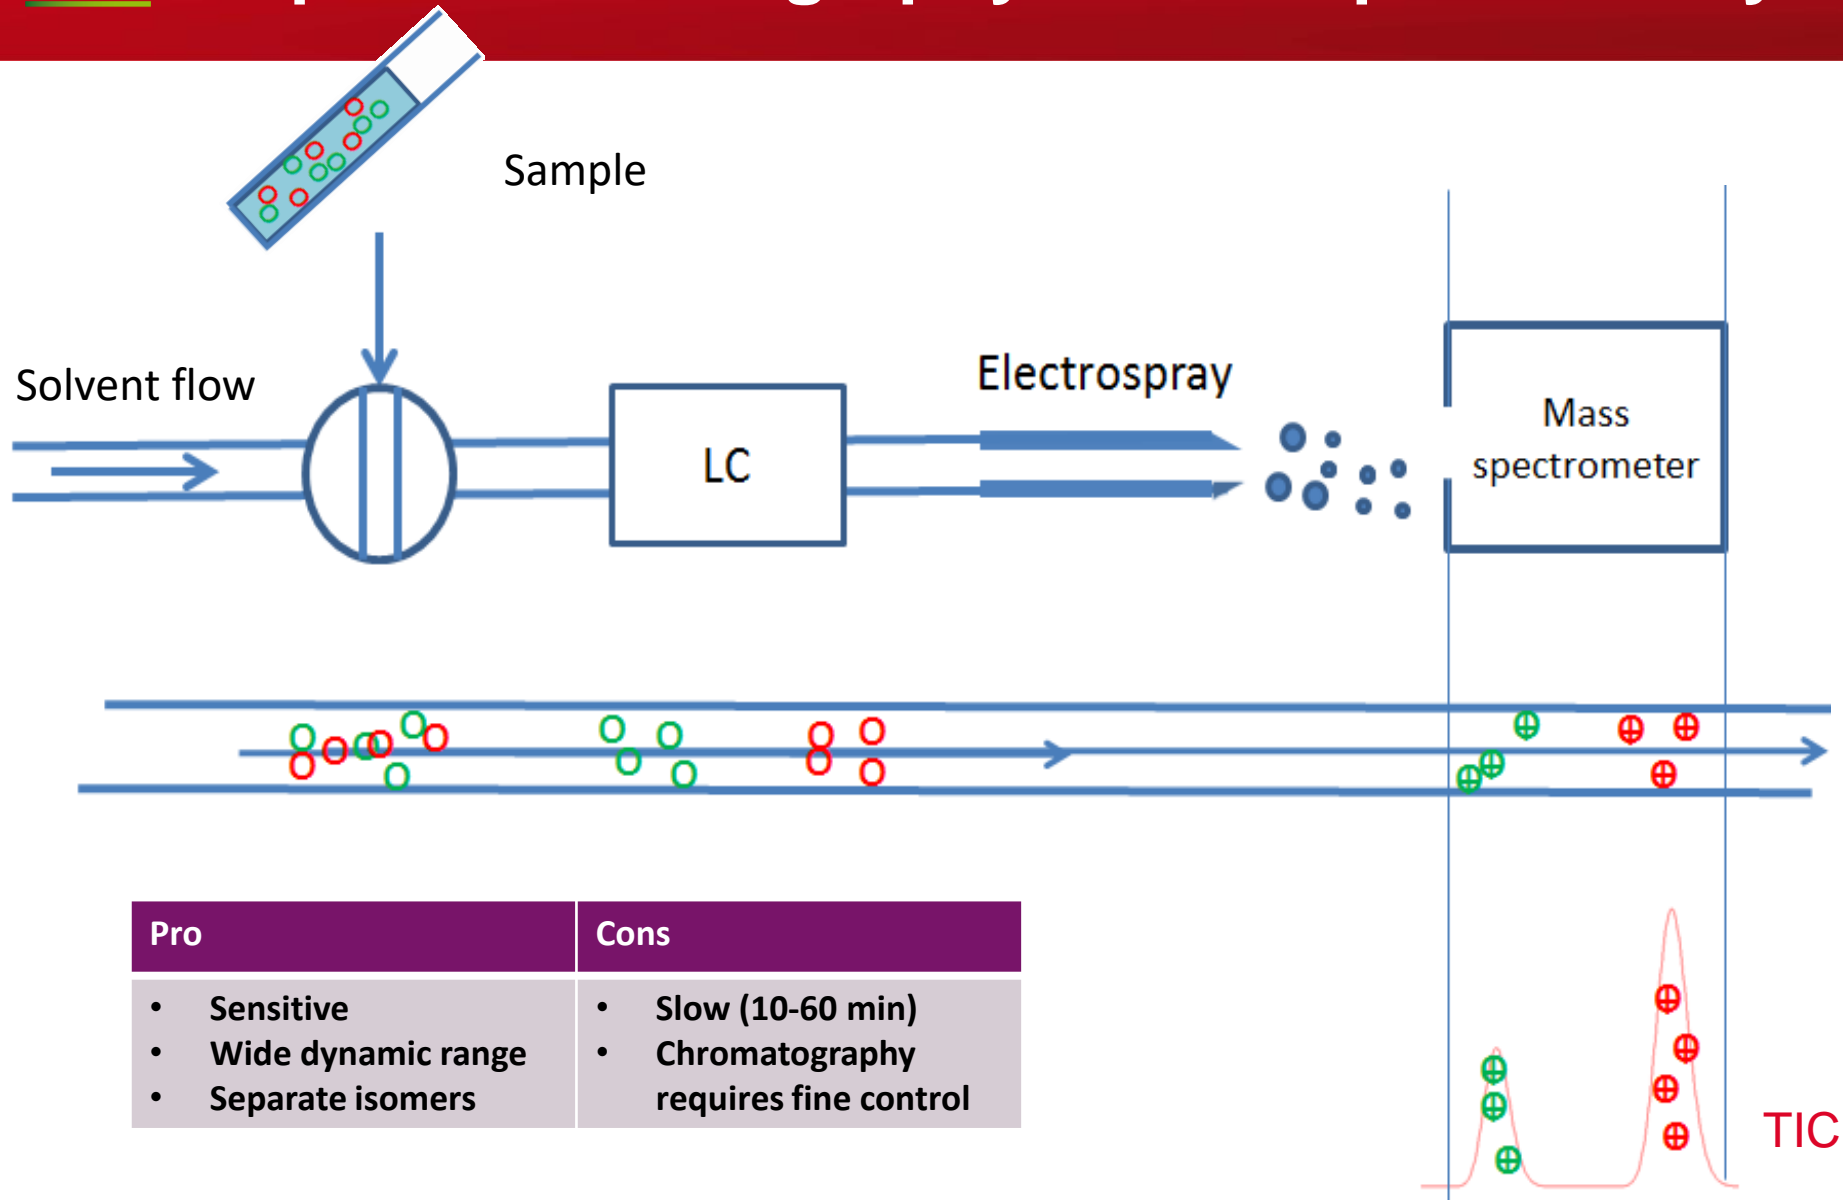 Sample
Solvent flow
Electrospray
LC
Mass
spectrometer
Pro
Cons
• Sensitive
• Wide dynamic range
• Separate isomers
• Slow (10-60 min)
• Chromatography
requires fine control
TIC